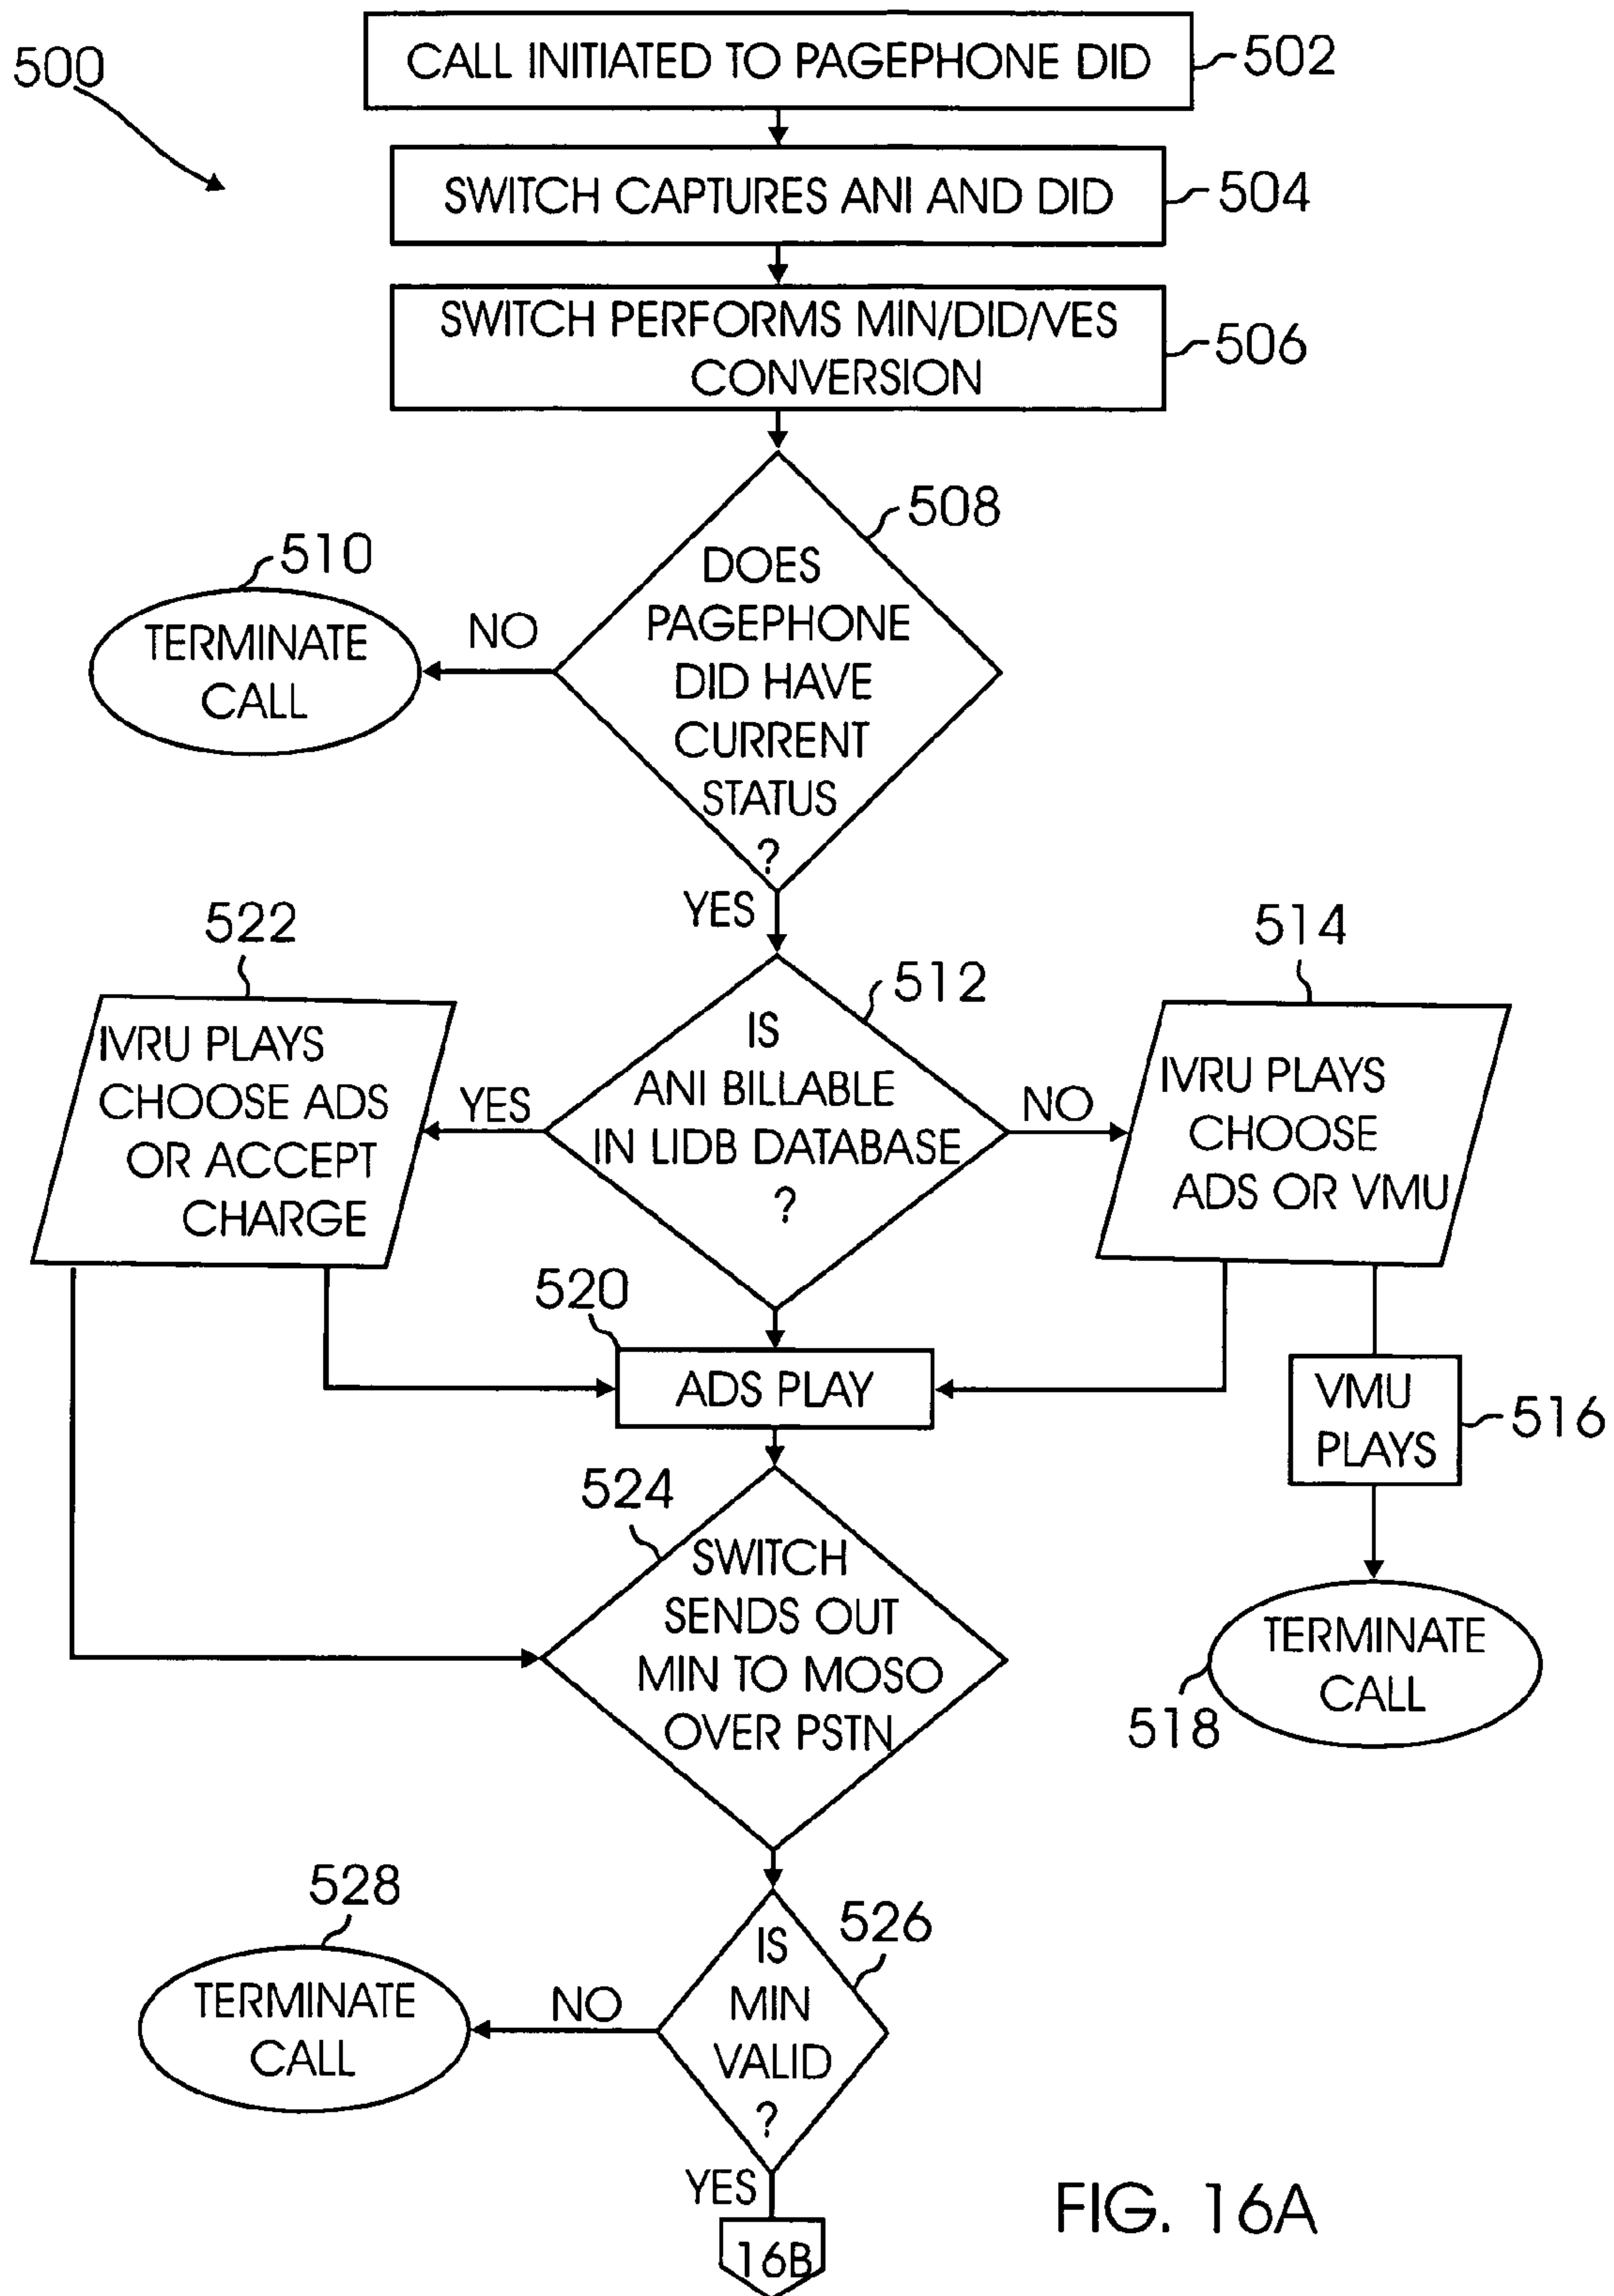 500
CALL INITIATED TO PAGEPHONE DID
502
SWITCH CAPTURES ANI AND DID
504
SWITCH PERFORMS MIN/DID/VES
CONVERSION
506
508
DOES
PAGEPHONE
DID HAVE
CURRENT
STATUS
?
510
TERMINATE
CALL
NO
YES
522
IVRU PLAYS
CHOOSE ADS
OR ACCEPT
CHARGE
YES
512
IS
ANI BILLABLE
IN LIDB DATABASE
?
NO
514
IVRU PLAYS
CHOOSE
ADS OR VMU
520
ADS PLAY
VMU
PLAYS
516
524
SWITCH
SENDS OUT
MIN TO MOSO
OVER PSTN
TERMINATE
CALL
518
528
TERMINATE
CALL
NO
526
IS
MIN
VALID
?
YES
16B
FIG. 16A